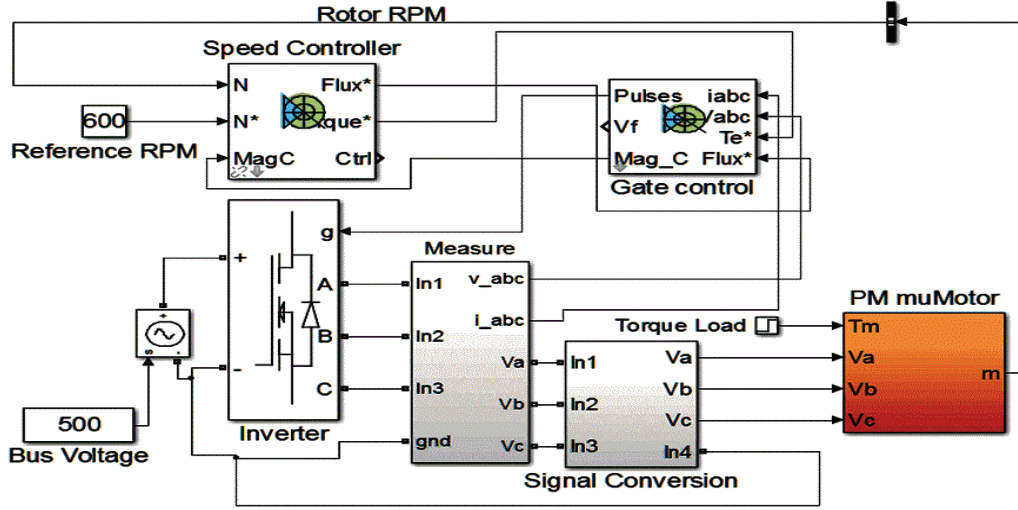 Rotor RPM
Speed Controller
N
Flux*
600
N*
que*
Reference RPM
MagC
Ctrl
Pulses
iabc
Vabc
Vf
Te*
Mag_C
Flux*
Gate control
g
+
A
B
-
C
Inverter
+
s
-
500
Bus Voltage
Measure
In1
v_abc
i_abc
In2
Va
In3
Vb
gnd
Vc
Torque Load
In1
Va
In2
Vb
In3
Vc
In4
Signal Conversion
PM muMotor
Tm
Va
m
Vb
Vc